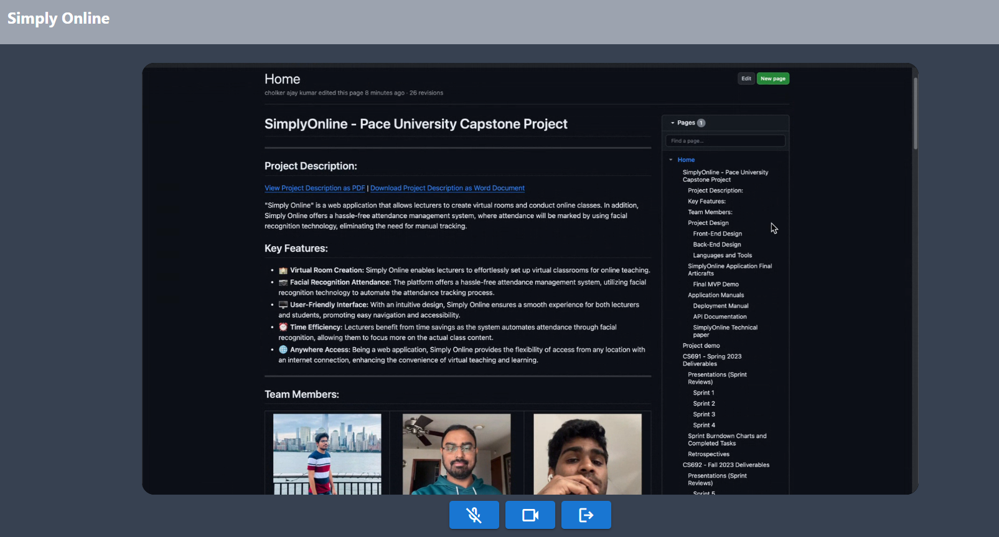 Simply Online
Home
Edit
New page
cholker ajay kumar edited this page 8 minutes ago · 26 revisions
SimplyOnline - Pace University Capstone Project
Project Description:
View Project Description as PDF | Download Project Description as Word Document
"Simply Online" is a web application that allows lecturers to create virtual rooms and conduct online classes. In addition,
Simply Online offers a hassle-free attendance management system, where attendance will be marked by using facial
recognition technology, eliminating the need for manual tracking.
Key Features:
• Virtual Room Creation: Simply Online enables lecturers to effortlessly set up virtual classrooms for online teaching.
• Facial Recognition Attendance: The platform offers a hassle-free attendance management system, utilizing facial
recognition technology to automate the attendance tracking process.
• User-Friendly Interface: With an intuitive design, Simply Online ensures a smooth experience for both lecturers
and students, promoting easy navigation and accessibility.
• Time Efficiency: Lecturers benefit from time savings as the system automates attendance through facial
recognition, allowing them to focus more on the actual class content.
• Anywhere Access: Being a web application, Simply Online provides the flexibility of access from any location with
an internet connection, enhancing the convenience of virtual teaching and learning.
Team Members:
Pages 1
Find a page...
Home
SimplyOnline - Pace University
Capstone Project
Project Description:
Key Features:
Team Members:
Project Design
Front-End Design
Back-End Design
Languages and Tools
SimplyOnline Application Final
Articrafts
Final MVP Demo
Application Manuals
Deployment Manual
API Documentation
SimplyOnline Technical
paper
Project demo
CS691 - Spring 2023
Deliverables
Presentations (Sprint
Reviews)
Sprint 1
Sprint 2
Sprint 3
Sprint 4
Sprint Burndown Charts and
Completed Tasks
Retrospectives
CS692 - Fall 2023 Deliverables
Presentations (Sprint
Reviews)
Sprint 5